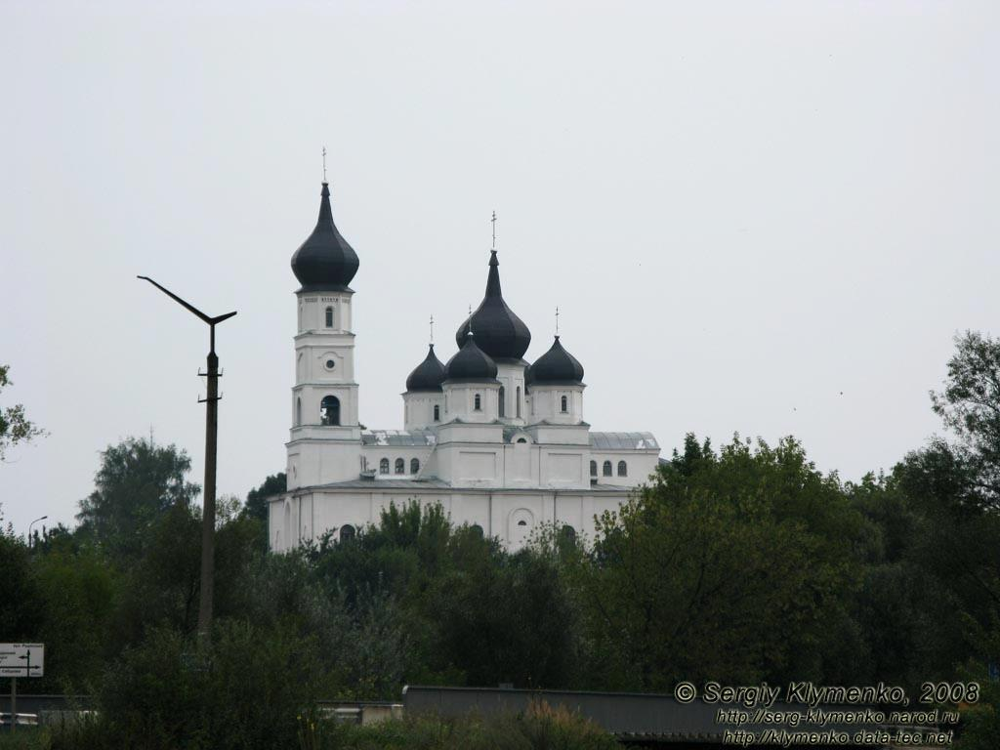 © Sergiy Klymenko, 2008
http://serg-klymenko.narod.ru
http://klymenko.data-tec.net